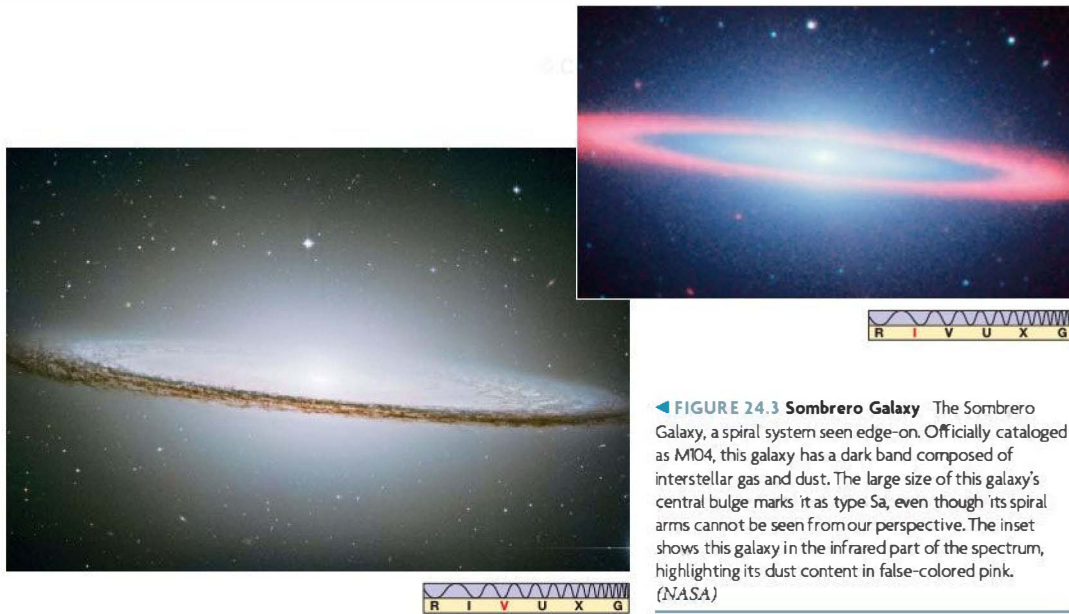 R I V U X G
◀ FIGURE 24.3 Sombrero Galaxy The Sombrero
Galaxy, a spiral system seen edge-on. Officially cataloged
as M104, this galaxy has a dark band composed of
interstellar gas and dust. The large size of this galaxy's
central bulge marks it as type Sa, even though its spiral
arms cannot be seen from our perspective. The inset
shows this galaxy in the infrared part of the spectrum,
highlighting its dust content in false-colored pink.
(NASA)
R I V U X G